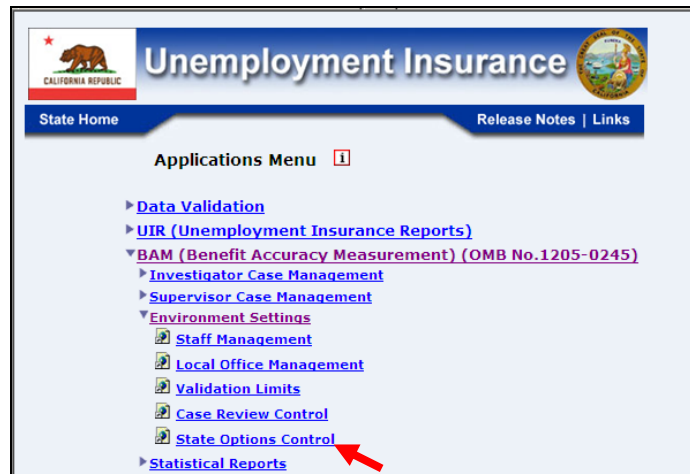 CALIFORNIA REPUBLIC
Unemployment Insurance
State Home
Release Notes | Links
Applications Menu i
Data Validation
UIR (Unemployment Insurance Reports)
BAM (Benefit Accuracy Measurement) (OMB No.1205-0245)
Investigator Case Management
Supervisor Case Management
Environment Settings
Staff Management
Local Office Management
Validation Limits
Case Review Control
State Options Control
Statistical Reports